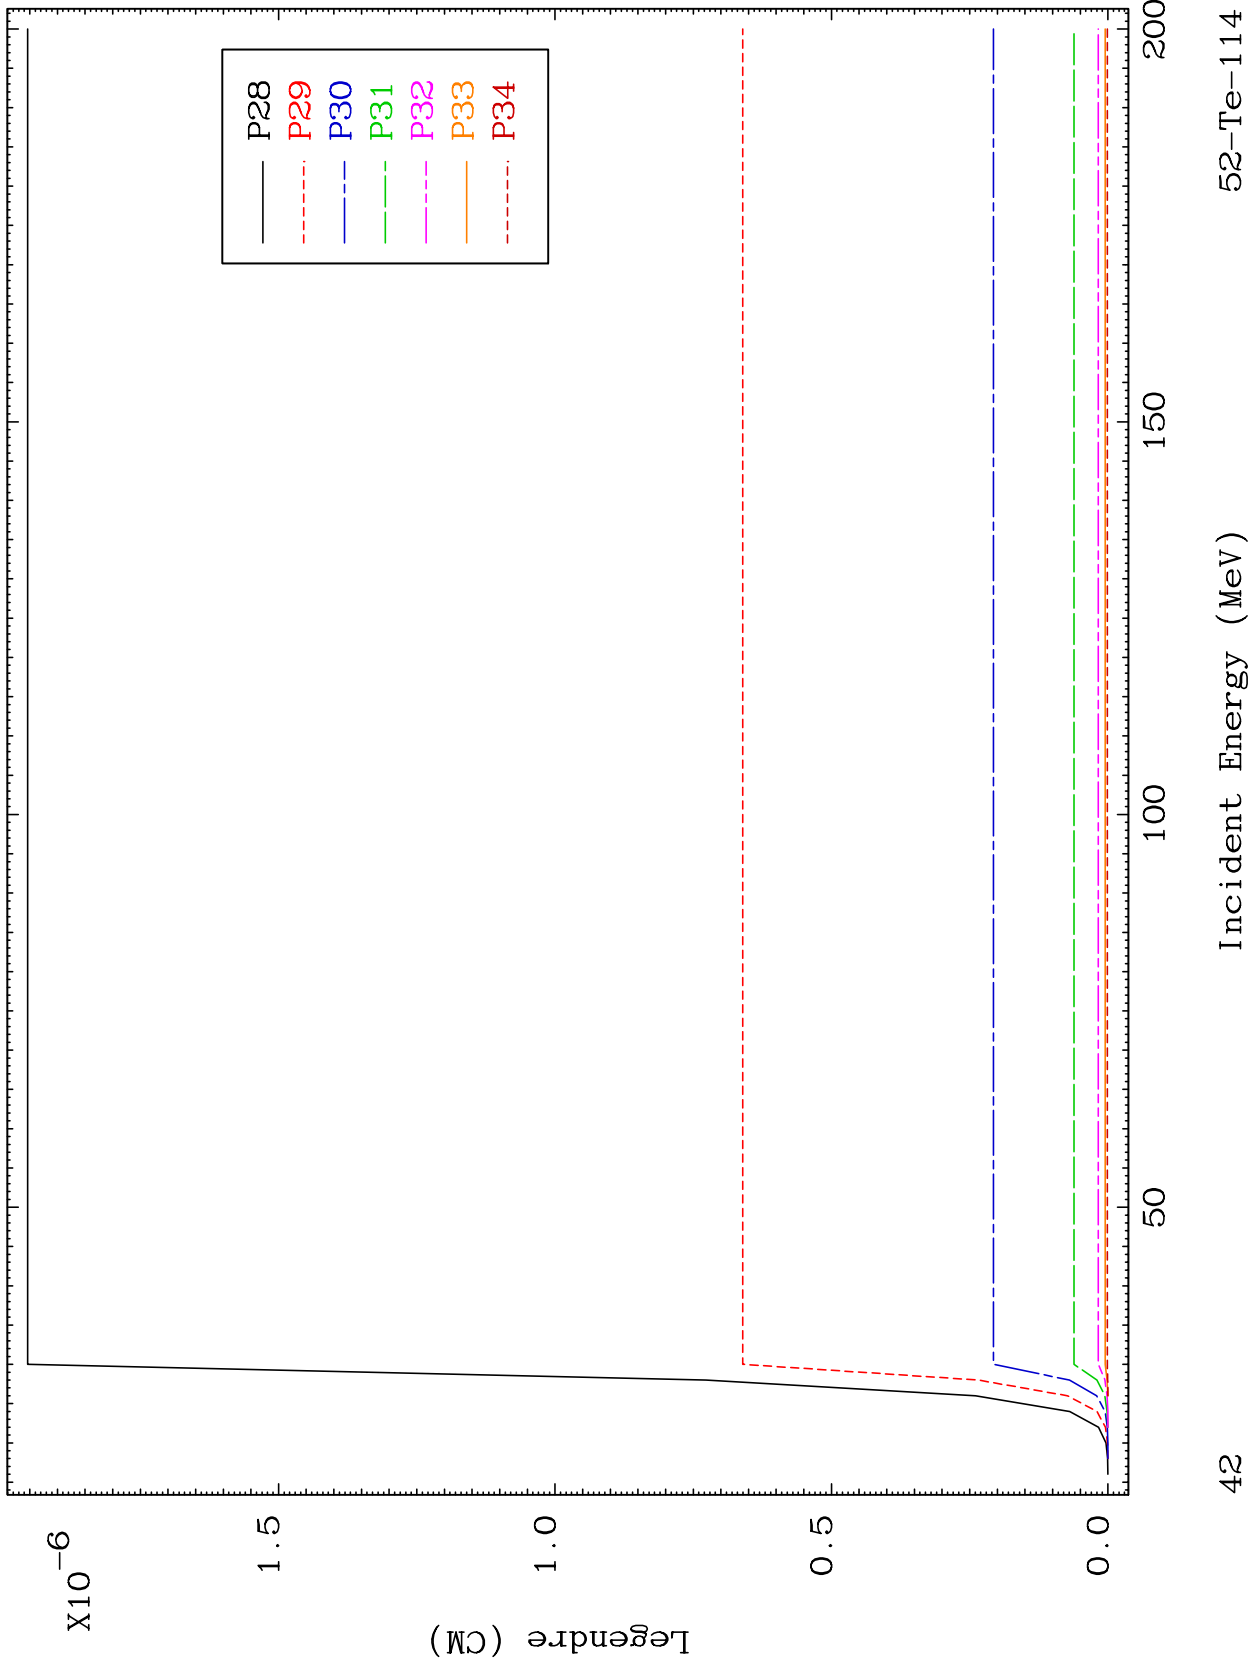 X10-6
1.5
1.0
0.5
0.0
Legendre (CM)
P28
P29
P30
P31
P32
P33
P34
50
100
150
200
Incident Energy (MeV)
42
52-Te-114